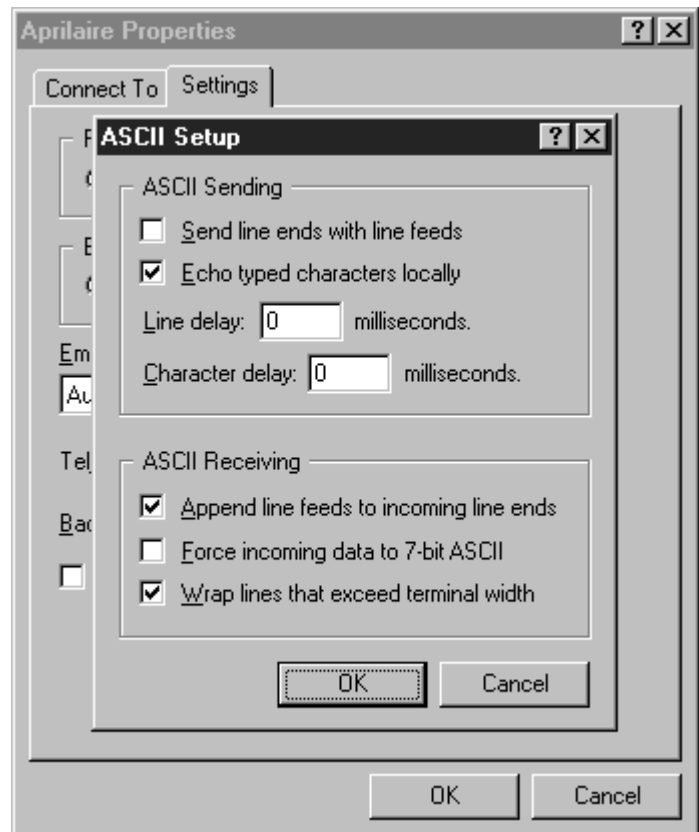 Aprilaire Properties
Connect To Settings
ASCII Setup
ASCII Sending
Send line ends with line feeds
Echo typed characters locally
Line delay: 0 milliseconds.
Character delay: 0 milliseconds.
ASCII Receiving
Append line feeds to incoming line ends
Force incoming data to 7-bit ASCII
Wrap lines that exceed terminal width
OK Cancel
OK Cancel